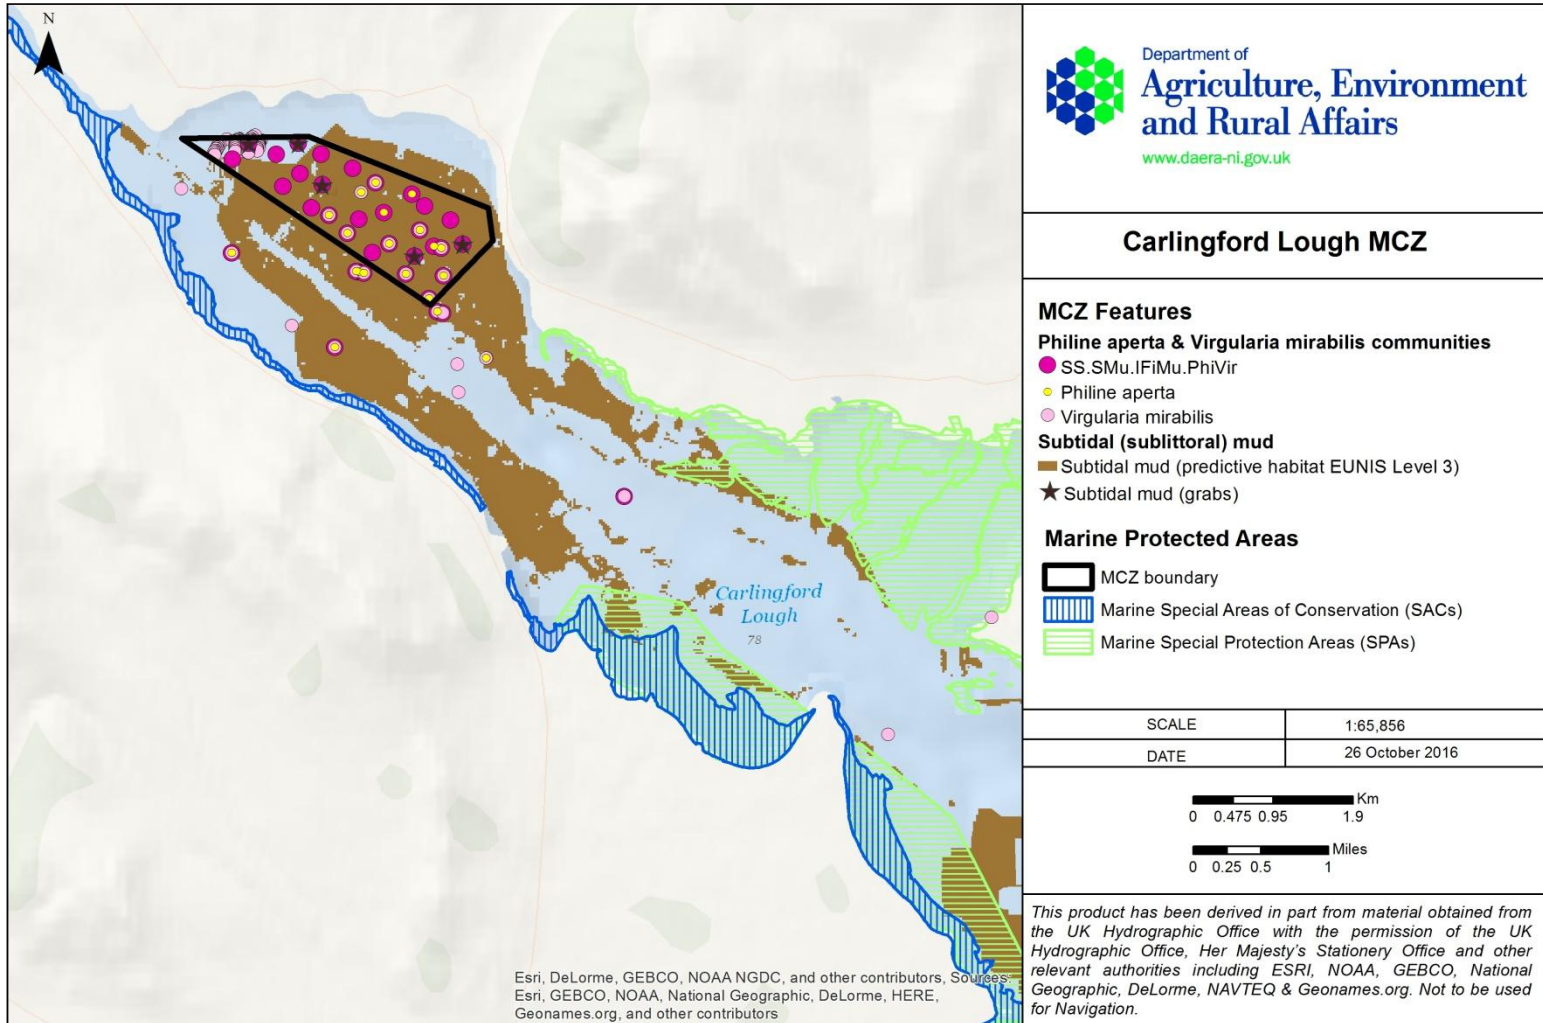 N
Carlingford
Lough
78
Esri, DeLorme, GEBCO, NOAA NGDC, and other contributors, Sources:
Esri, GEBCO, NOAA, National Geographic, DeLorme, HERE,
Geonames.org, and other contributors
Department of
Agriculture, Environment
and Rural Affairs
www.daera-ni.gov.uk
Carlingford Lough MCZ
MCZ Features
Philine aperta & Virgularia mirabilis communities
SS.SMu.IFiMu.PhiVir
Philine aperta
Virgularia mirabilis
Subtidal (sublittoral) mud
Subtidal mud (predictive habitat EUNIS Level 3)
Subtidal mud (grabs)
Marine Protected Areas
MCZ boundary
Marine Special Areas of Conservation (SACs)
Marine Special Protection Areas (SPAs)
SCALE 1:65,856
DATE 26 October 2016
Km
0 0.475 0.95 1.9
Miles
0 0.25 0.5 1
This product has been derived in part from material obtained from
the UK Hydrographic Office with the permission of the UK
Hydrographic Office, Her Majesty's Stationery Office and other
relevant authorities including ESRI, NOAA, GEBCO, National
Geographic, DeLorme, NAVTEQ & Geonames.org. Not to be used
for Navigation.